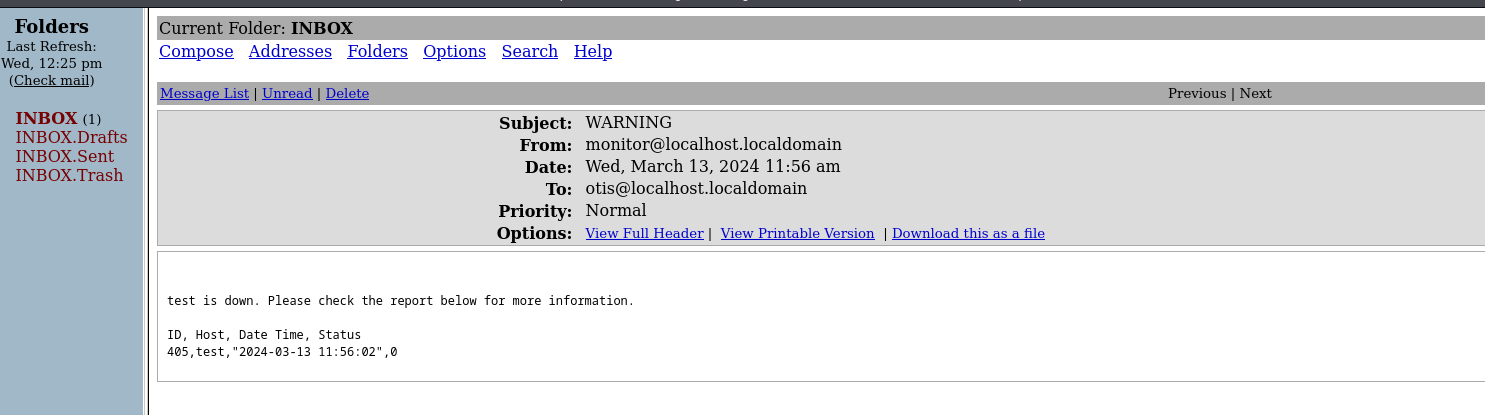 Folders
Last Refresh:
Wed, 12:25 pm
(Check mail)
INBOX (1)
INBOX.Drafts
INBOX.Sent
INBOX.Trash
Current Folder: INBOX
Compose Addresses Folders Options Search Help
Message List | Unread | Delete Previous | Next
Subject: WARNING
From: monitor@localhost.localdomain
Date: Wed, March 13, 2024 11:56 am
To: otis@localhost.localdomain
Priority: Normal
Options: View Full Header | View Printable Version | Download this as a file
test is down. Please check the report below for more information.
ID, Host, Date Time, Status
405,test,"2024-03-13 11:56:02",0